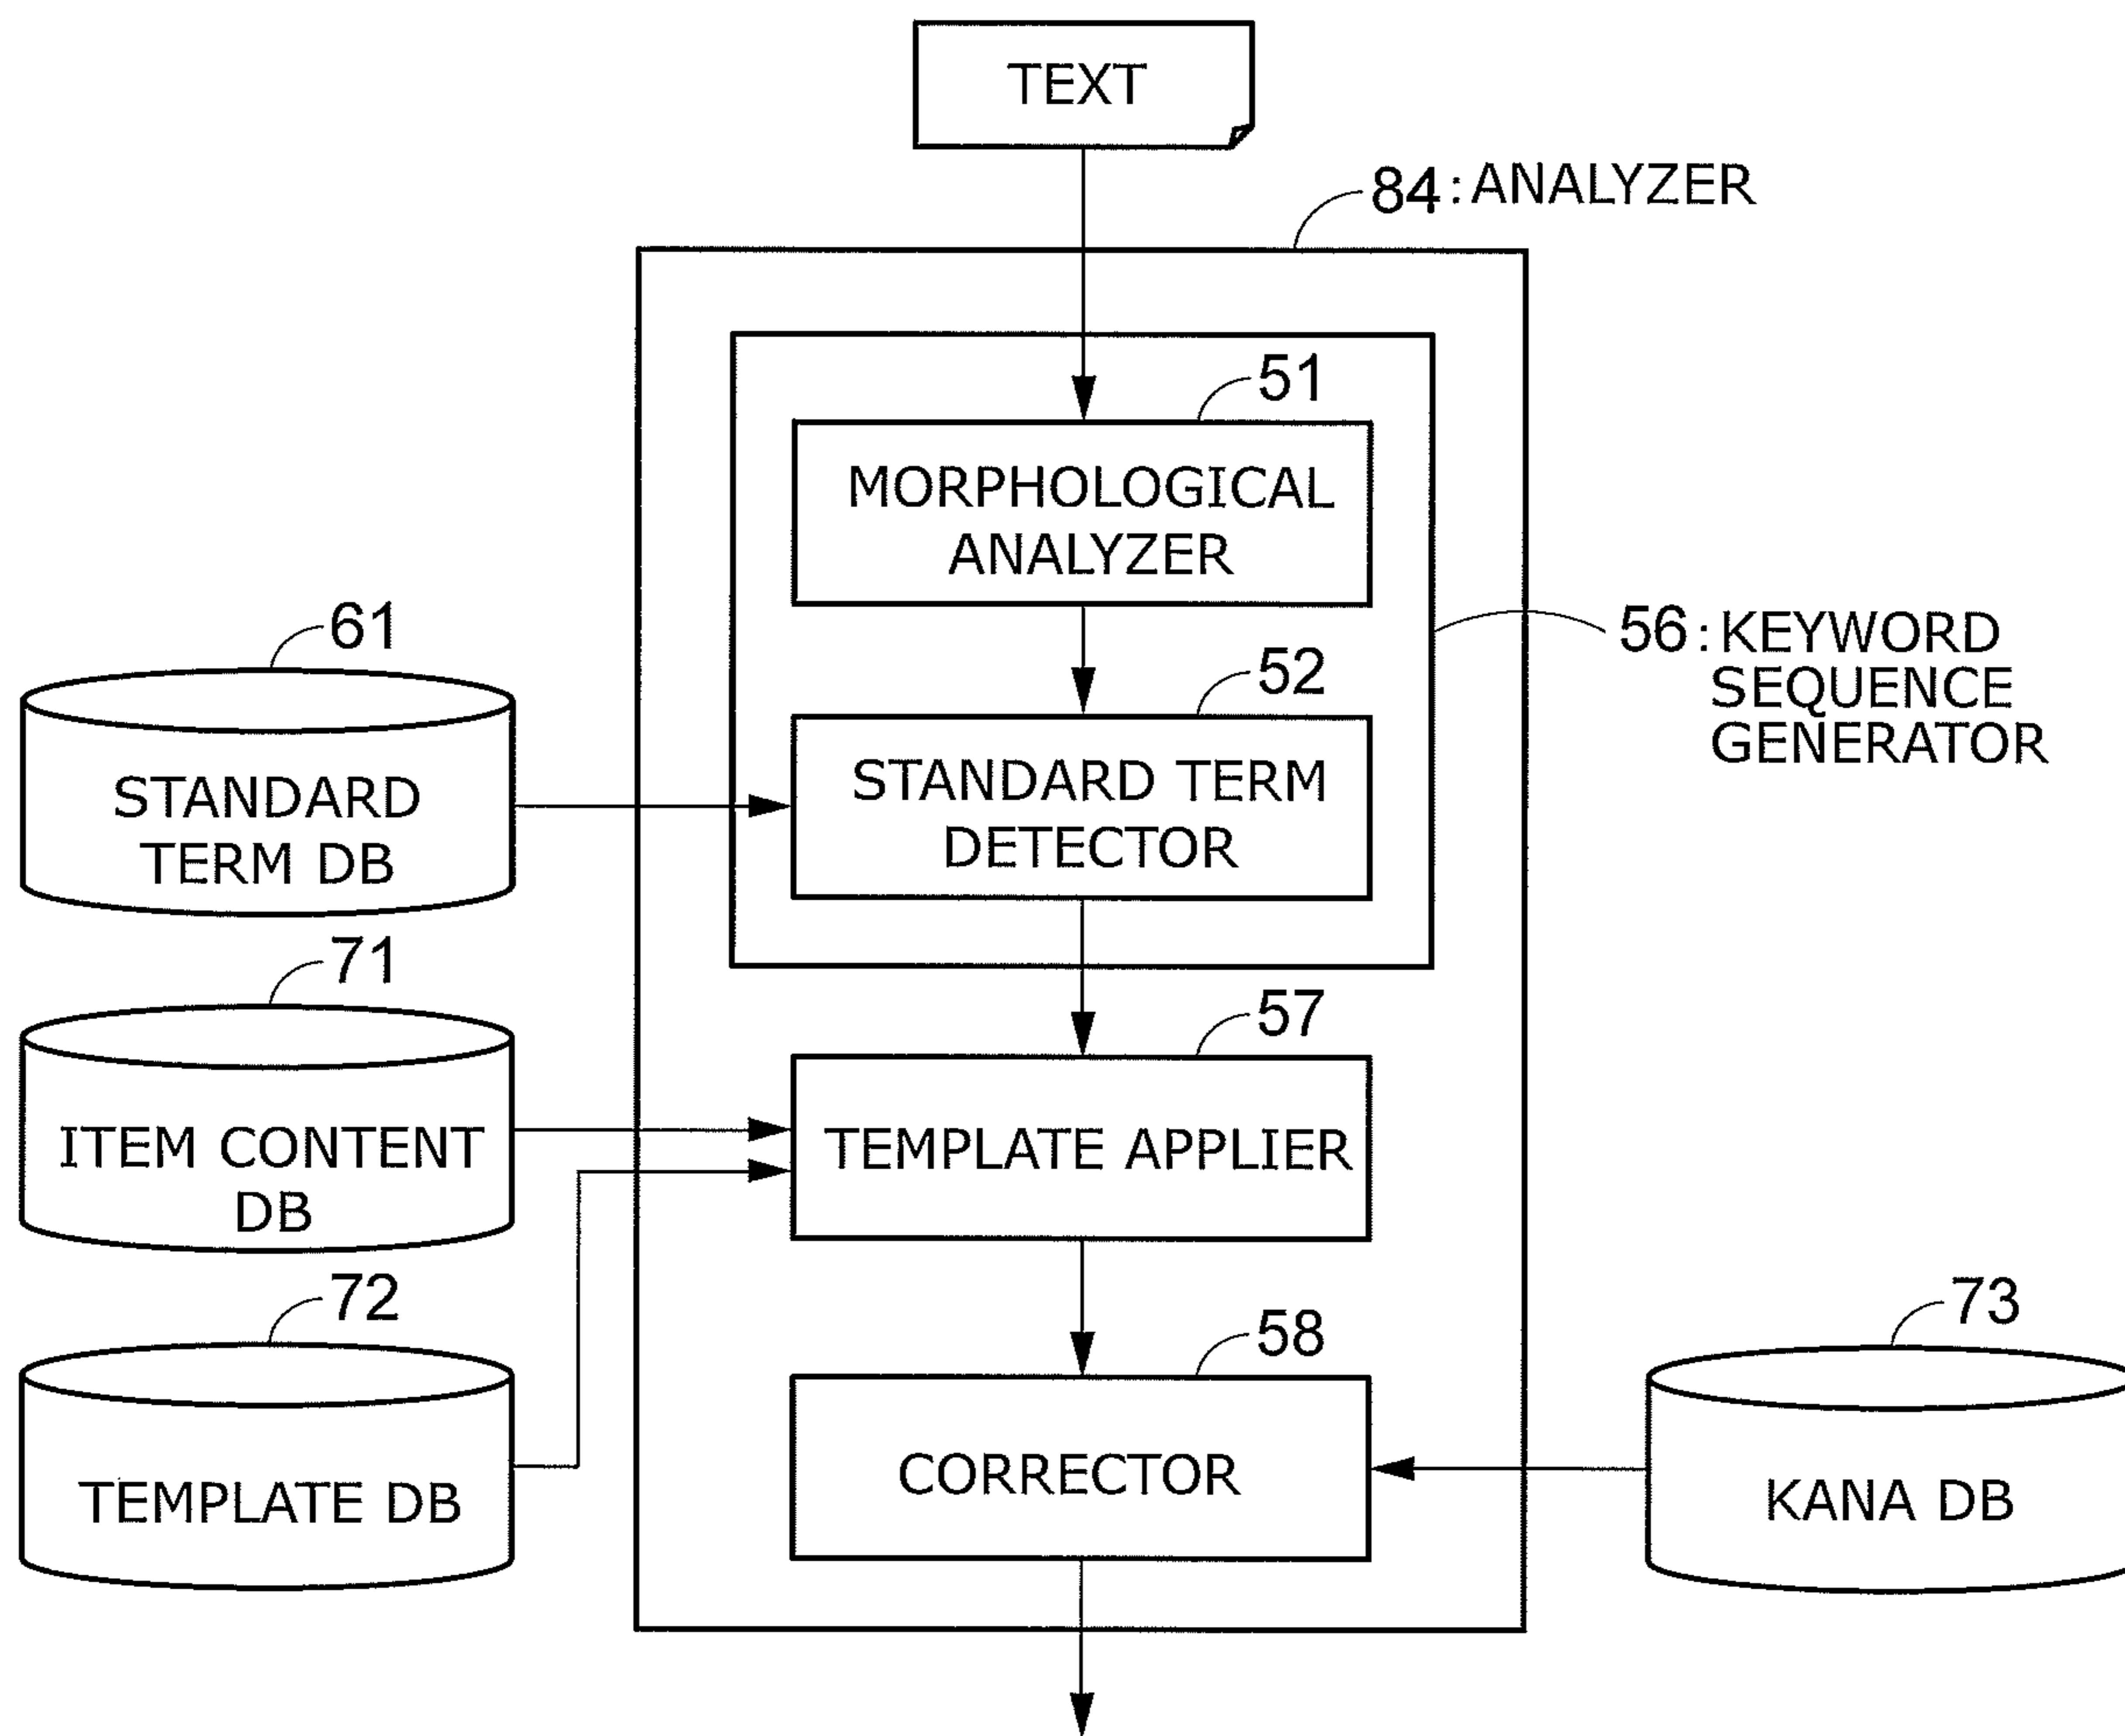 TEXT
84:ANALYZER
51
MORPHOLOGICAL
ANALYZER
56:KEYWORD
SEQUENCE
GENERATOR
61
STANDARD
TERM DB
52
STANDARD TERM
DETECTOR
71
ITEM CONTENT
DB
57
TEMPLATE APPLIER
72
TEMPLATE DB
58
CORRECTOR
73
KANA DB